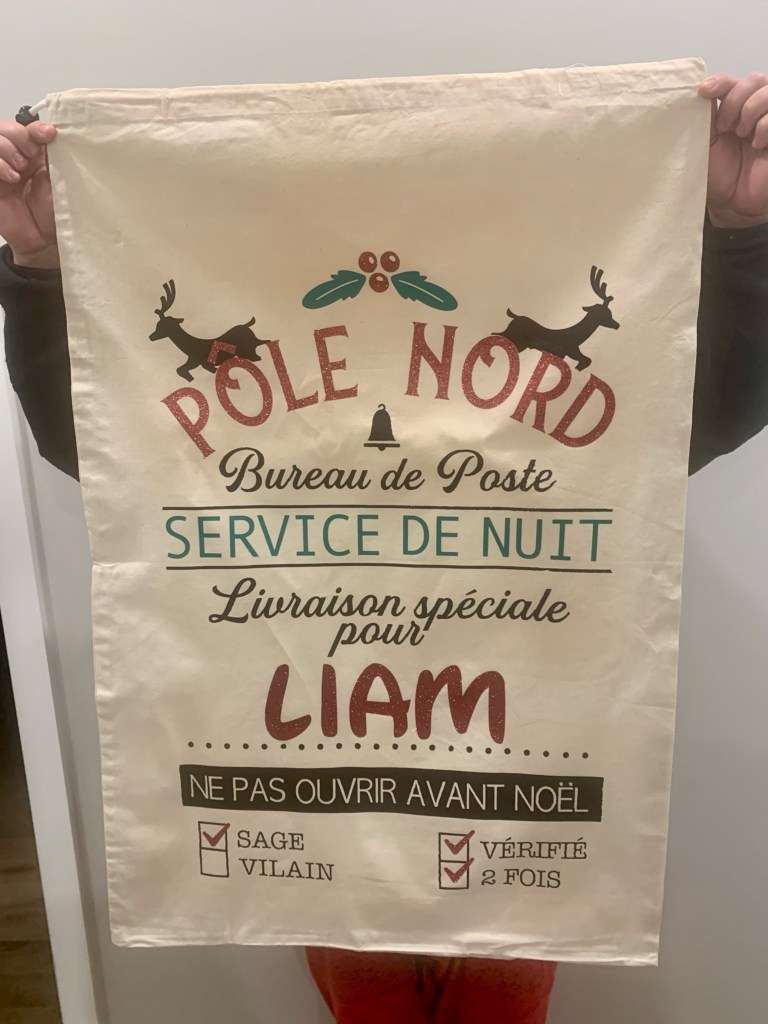 PÔLE NORD
Bureau de Poste
SERVICE DE NUIT
Livraison spéciale
pour
LIAM
NE PAS OUVRIR AVANT NOËL
SAGE
VILAIN
VÉRIFIÉ
2 FOIS